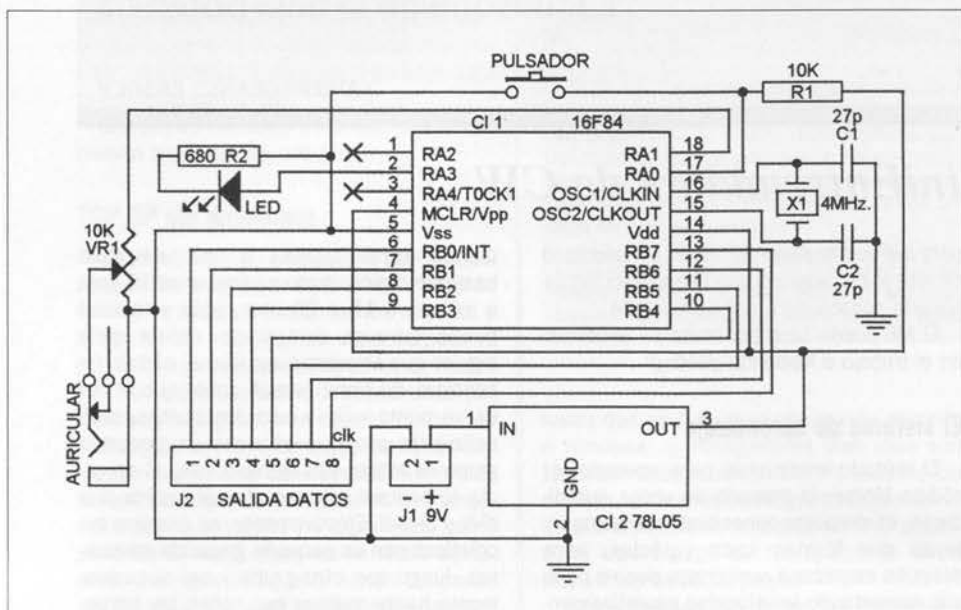 PULSADOR
10K
R1
27p
C1
CI 1 16F84
680 R2
LED
10K
VR1
1 RA2
2 RA3
3 RA4/T0CK1
4 MCLR/Vpp
5 Vss
6 RB0/INT
7 RB1
8 RB2
9 RB3
RA1 18
RA0 17
OSC1/CLKIN 16
OSC2/CLKOUT 15
Vdd 14
RB7 13
RB6 12
RB5 11
RB4 10
X1 4MHz.
C2
27p
AURICULAR
clk
1 2 3 4 5 6 7 8 9
J2 SALIDA DATOS
1 2
+
J1 9V
1 IN
OUT 3
GND
2
CI 2 78L05